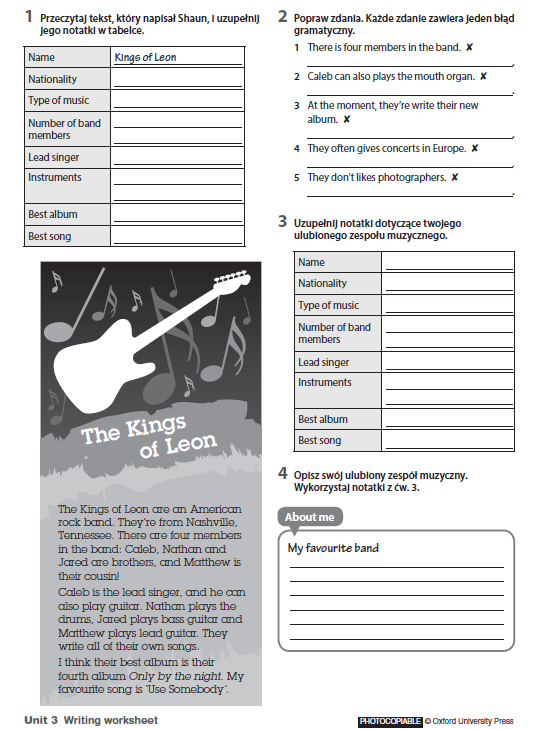 1 Przeczytaj tekst, który napisał Shaun, i uzupełnij
jego notatki w tabelce.
Name Kings of Leon
Nationality
Type of music
Number of band
members
Lead singer
Instruments
Best album
Best song
The Kings
of Leon
The Kings of Leon are an American
rock band. They're from Nashville,
Tennessee. There are four members
in the band: Caleb, Nathan and
Jared are brothers, and Matthew is
their cousin!
Caleb is the lead singer, and he can
also play guitar. Nathan plays the
drums, Jared plays bass guitar and
Matthew plays lead guitar. They
write all of their own songs.
I think their best album is their
fourth album Only by the night. My
favourite song is 'Use Somebody'.
2 Popraw zdania. Każde zdanie zawiera jeden błąd
gramatyczny.
1 There is four members in the band. ✘
.
2 Caleb can also plays the mouth organ. ✘
.
3 At the moment, they're write their new
album. ✘
.
4 They often gives concerts in Europe. ✘
.
5 They don't likes photographers. ✘
.
3 Uzupełnij notatki dotyczące twojego
ulubionego zespołu muzycznego.
Name
Nationality
Type of music
Number of band
members
Lead singer
Instruments
Best album
Best song
4 Opisz swój ulubiony zespół muzyczny.
Wykorzystaj notatki z ćw. 3.
About me
My favourite band
Unit 3 Writing worksheet
PHOTOCOPIABLE © Oxford University Press